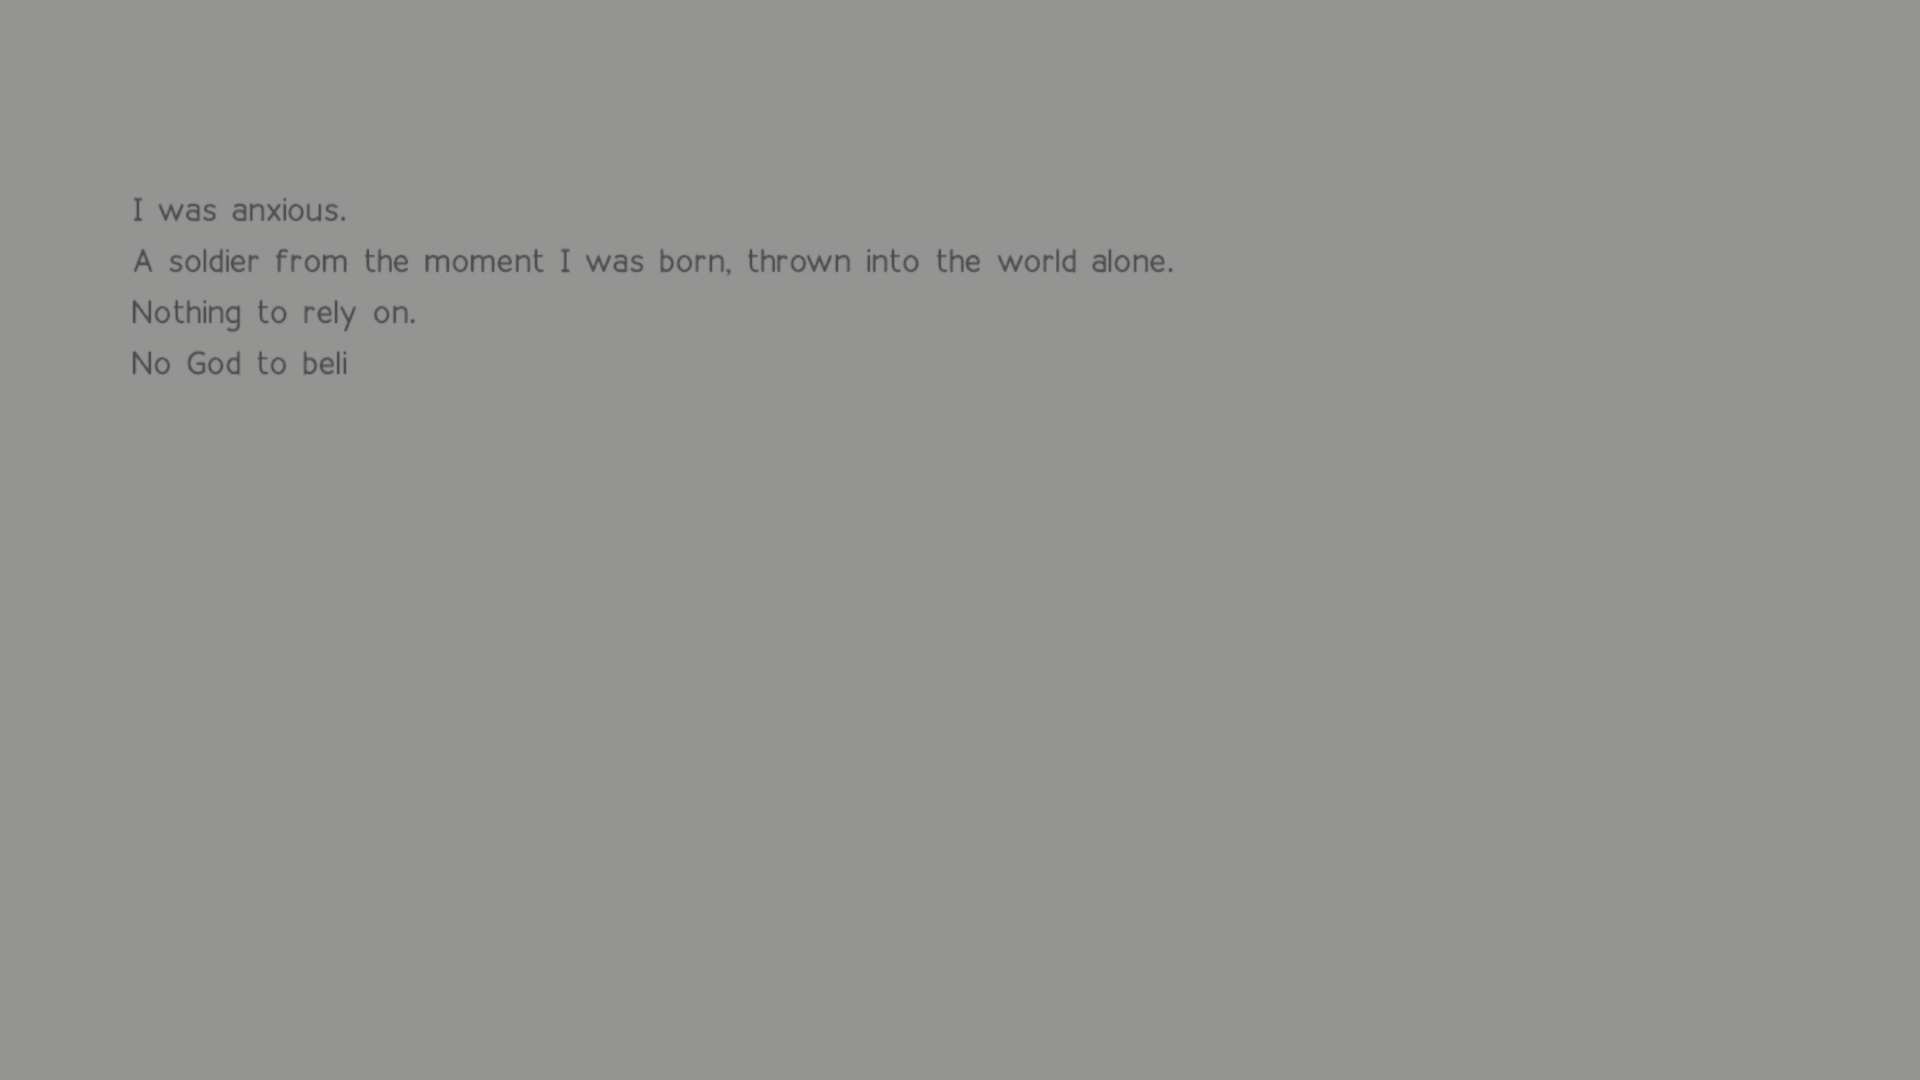 I was anxious.
A soldier from the moment I was born, thrown into the world alone.
Nothing to rely on.
No God to beli